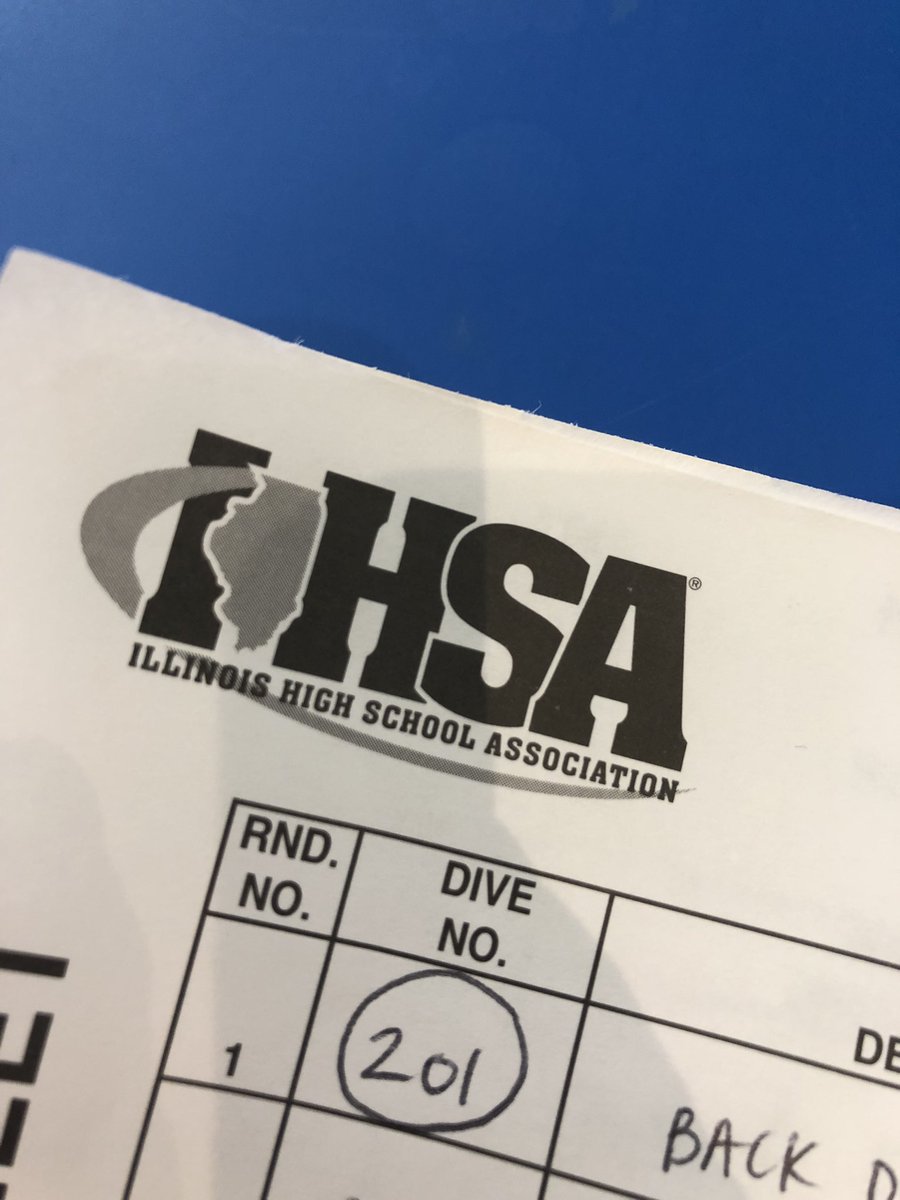 IHSA®
ILLINOIS HIGH SCHOOL ASSOCIATION
RND. NO.
DIVE NO.
1
201
BACK